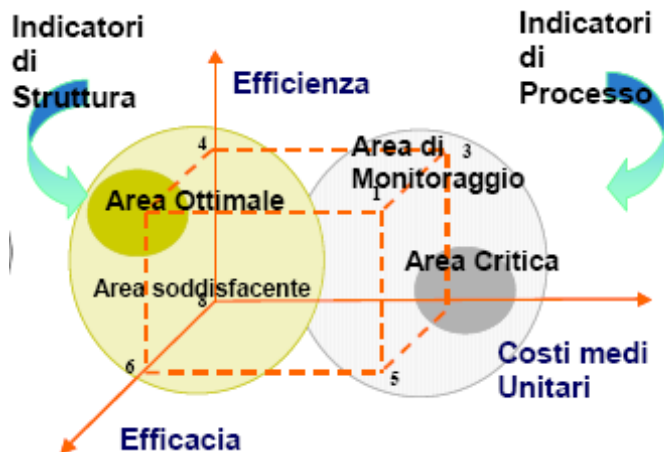 Indicatori
di
Struttura
Indicatori
di
Processo
Efficienza
4
Area di
3
Monitoraggio
Area Ottimale
1
Area Critica
Area soddisfacente
8
6
5
Costi medi
Unitari
Efficacia